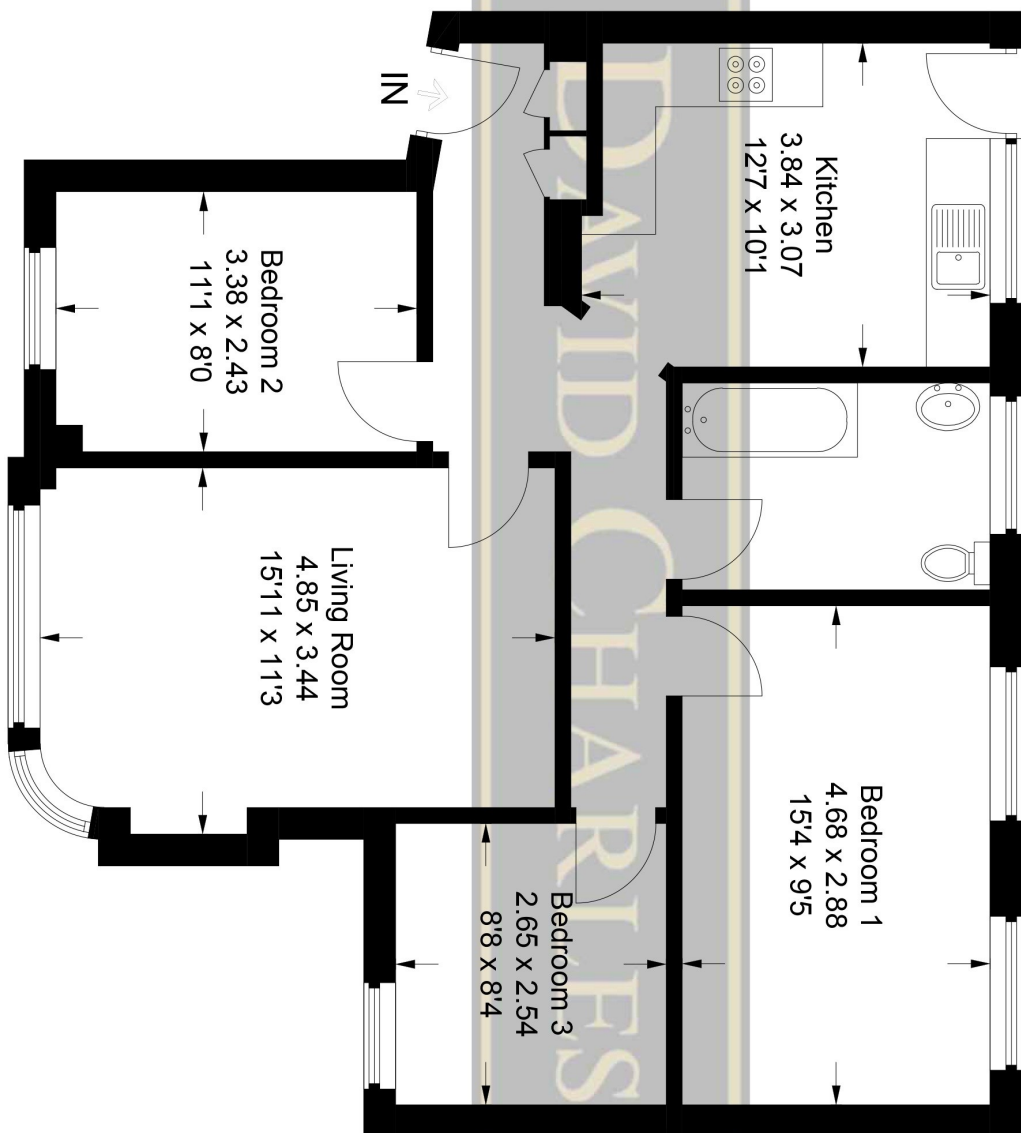 IN
Kitchen
3.84 x 3.07
12'7 x 10'1
Bedroom 2
3.38 x 2.43
11'1 x 8'0
Living Room
4.85 x 3.44
15'11 x 11'3
Bedroom 1
4.68 x 2.88
15'4 x 9'5
Bedroom 3
2.65 x 2.54
8'8 x 8'4
DAVID CHARLES